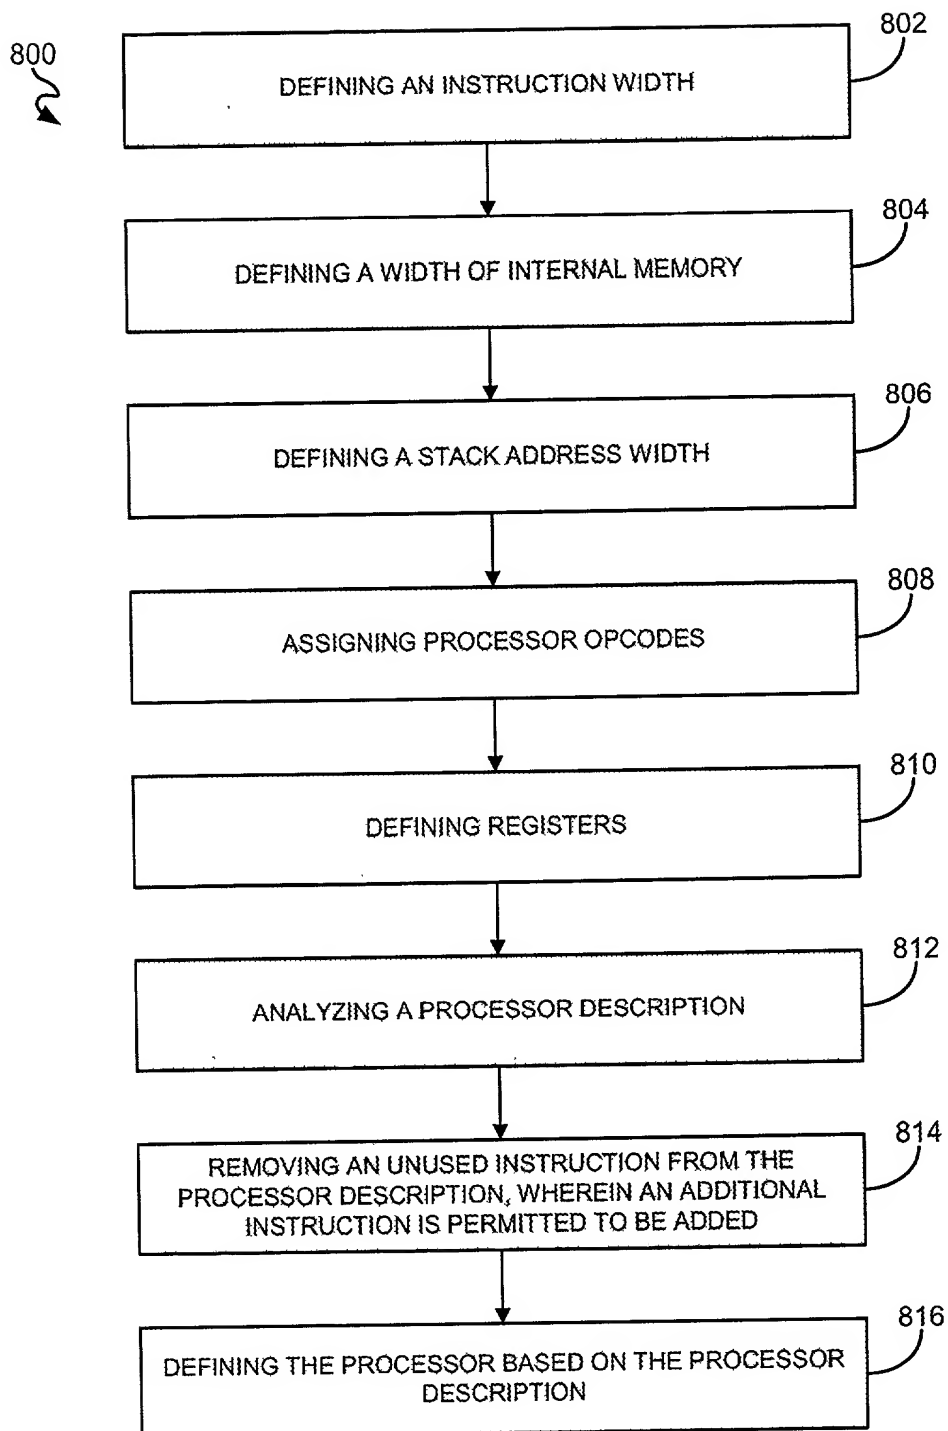 800
802
DEFINING AN INSTRUCTION WIDTH
804
DEFINING A WIDTH OF INTERNAL MEMORY
806
DEFINING A STACK ADDRESS WIDTH
808
ASSIGNING PROCESSOR OPCODES
810
DEFINING REGISTERS
812
ANALYZING A PROCESSOR DESCRIPTION
814
REMOVING AN UNUSED INSTRUCTION FROM THE
PROCESSOR DESCRIPTION, WHEREIN AN ADDITIONAL
INSTRUCTION IS PERMITTED TO BE ADDED
816
DEFINING THE PROCESSOR BASED ON THE PROCESSOR
DESCRIPTION